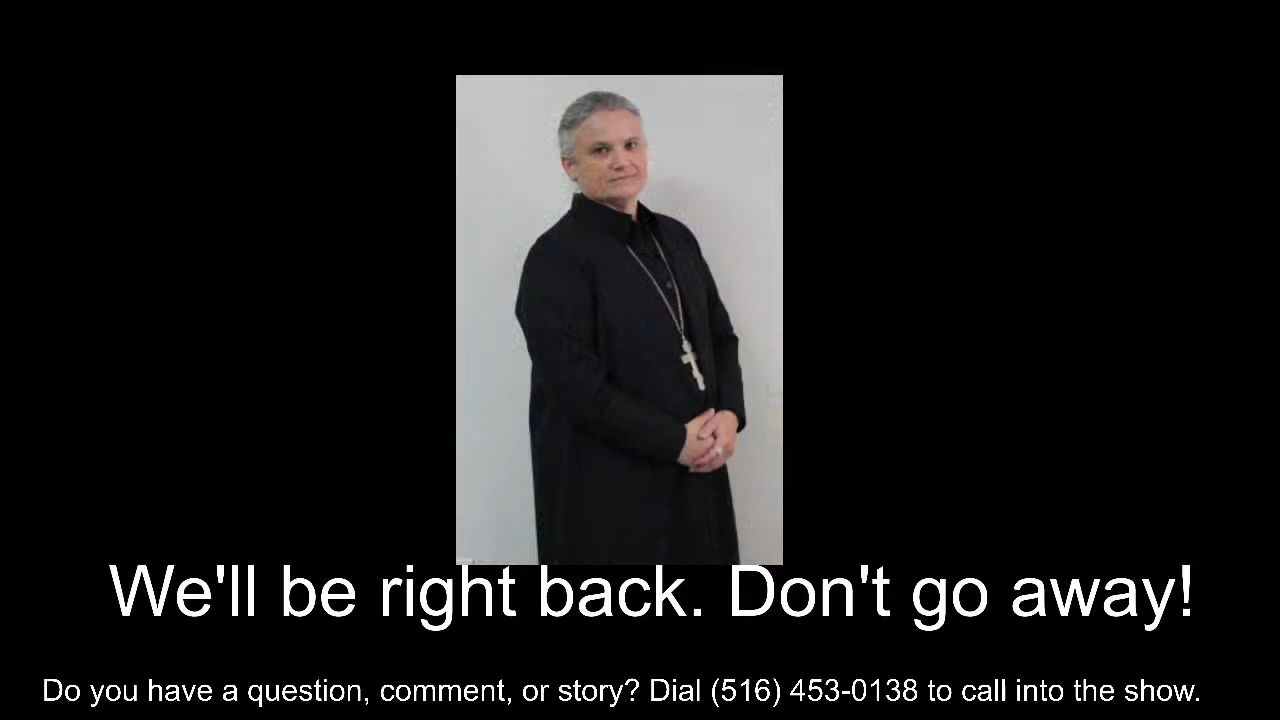 We'll be right back. Don't go away!
Do you have a question, comment, or story? Dial (516) 453-0138 to call into the show.